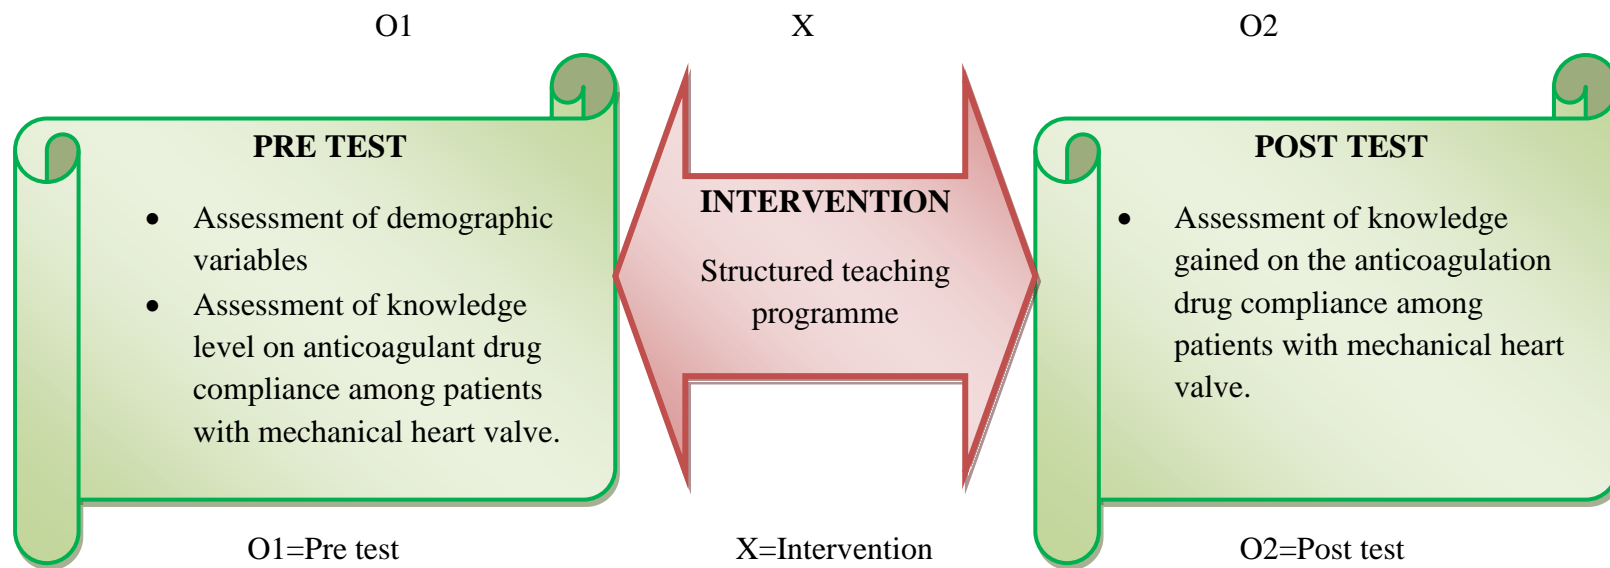 O1
X
O2
PRE TEST
• Assessment of demographic
variables
• Assessment of knowledge
level on anticoagulant drug
compliance among patients
with mechanical heart valve.
INTERVENTION
Structured teaching
programme
POST TEST
• Assessment of knowledge
gained on the anticoagulation
drug compliance among
patients with mechanical heart
valve.
O1=Pre test
X=Intervention
O2=Post test